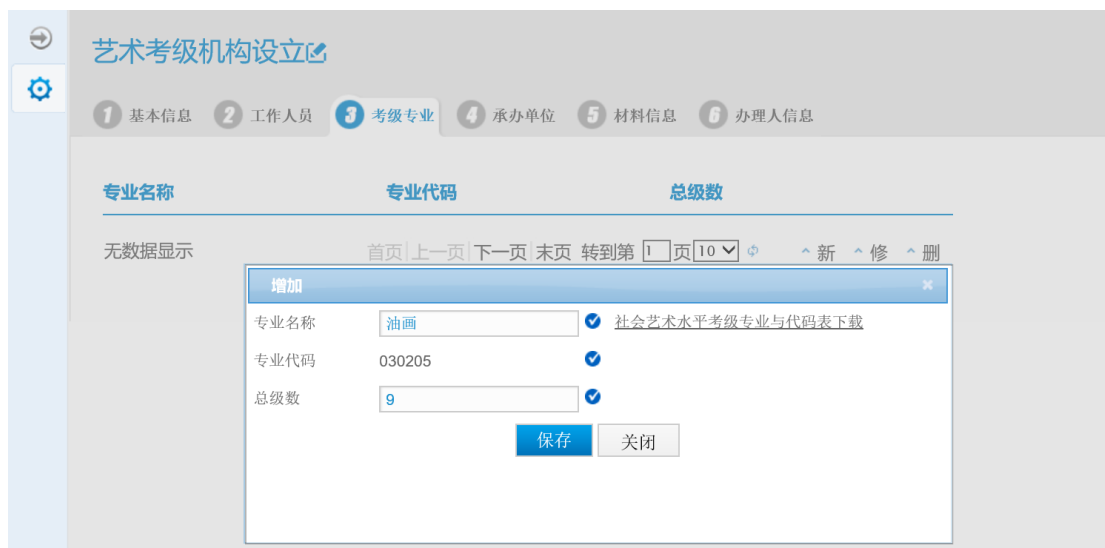 艺术考级机构设立
1 基本信息 2 工作人员 3 考级专业 4 承办单位 5 材料信息 6 办理人信息
专业名称 专业代码 总级数
无数据显示 首页 上一页 下一页 末页 转到第 1 页 10 ^ 新 ^ 修 ^ 删
增加 ×
专业名称 油画 社会艺术水平考级专业与代码表下载
专业代码 030205
总级数 9
保存 关闭